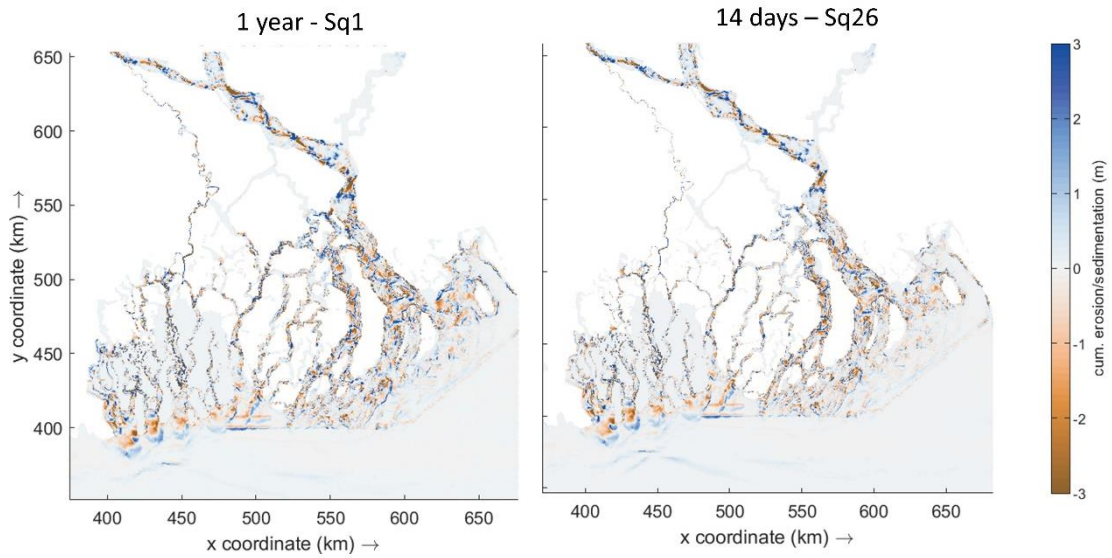 1 year - Sq1
14 days – Sq26
650
600
550
500
450
400
y coordinate (km) →
400 450 500 550 600 650
x coordinate (km) →
400 450 500 550 600 650
x coordinate (km) →
3
2
1
0
-1
-2
-3
cum. erosion/sedimentation (m)